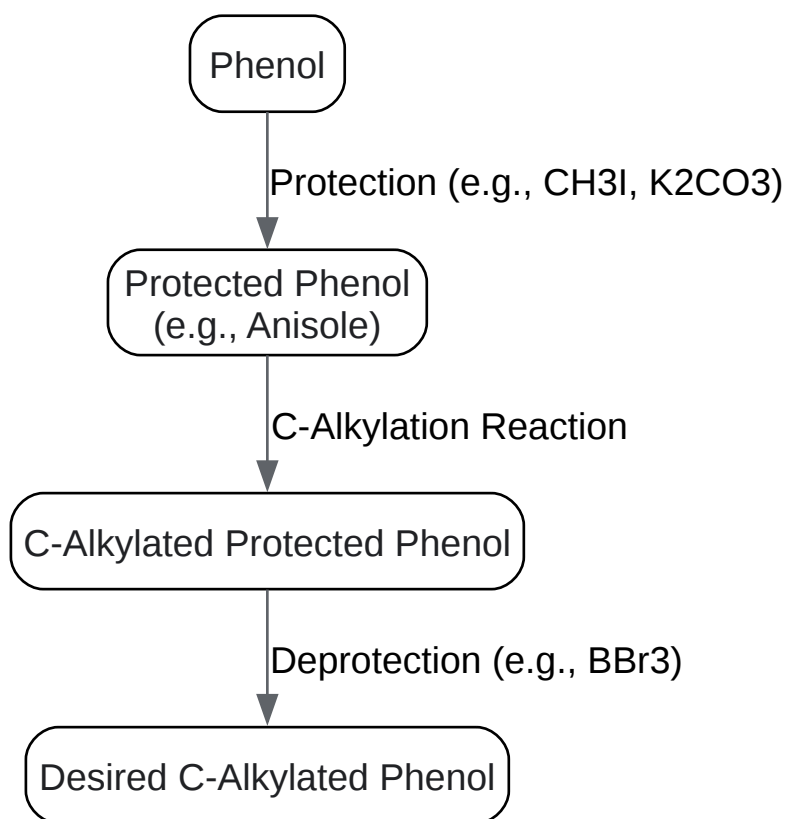 Phenol
Protection (e.g., CH3I, K2CO3)
Protected Phenol
(e.g., Anisole)
C-Alkylation Reaction
C-Alkylated Protected Phenol
Deprotection (e.g., BBr3)
Desired C-Alkylated Phenol